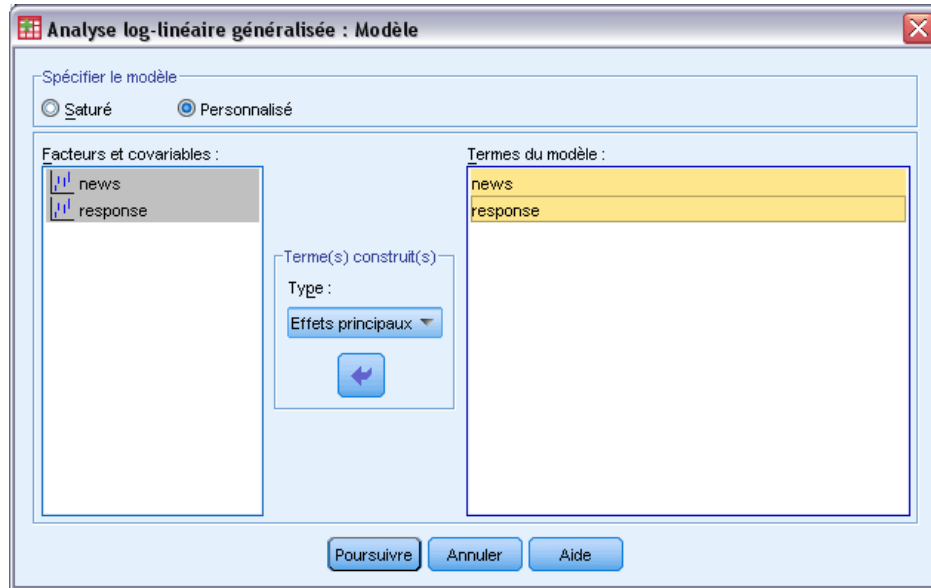 Analyse log-linéaire généralisée : Modèle
Spécifier le modèle
Saturé
Personnalisé
Facteurs et covariables :
news
response
Terme(s) construit(s)
Type :
Effets principaux
Termes du modèle :
news
response
Poursuivre
Annuler
Aide